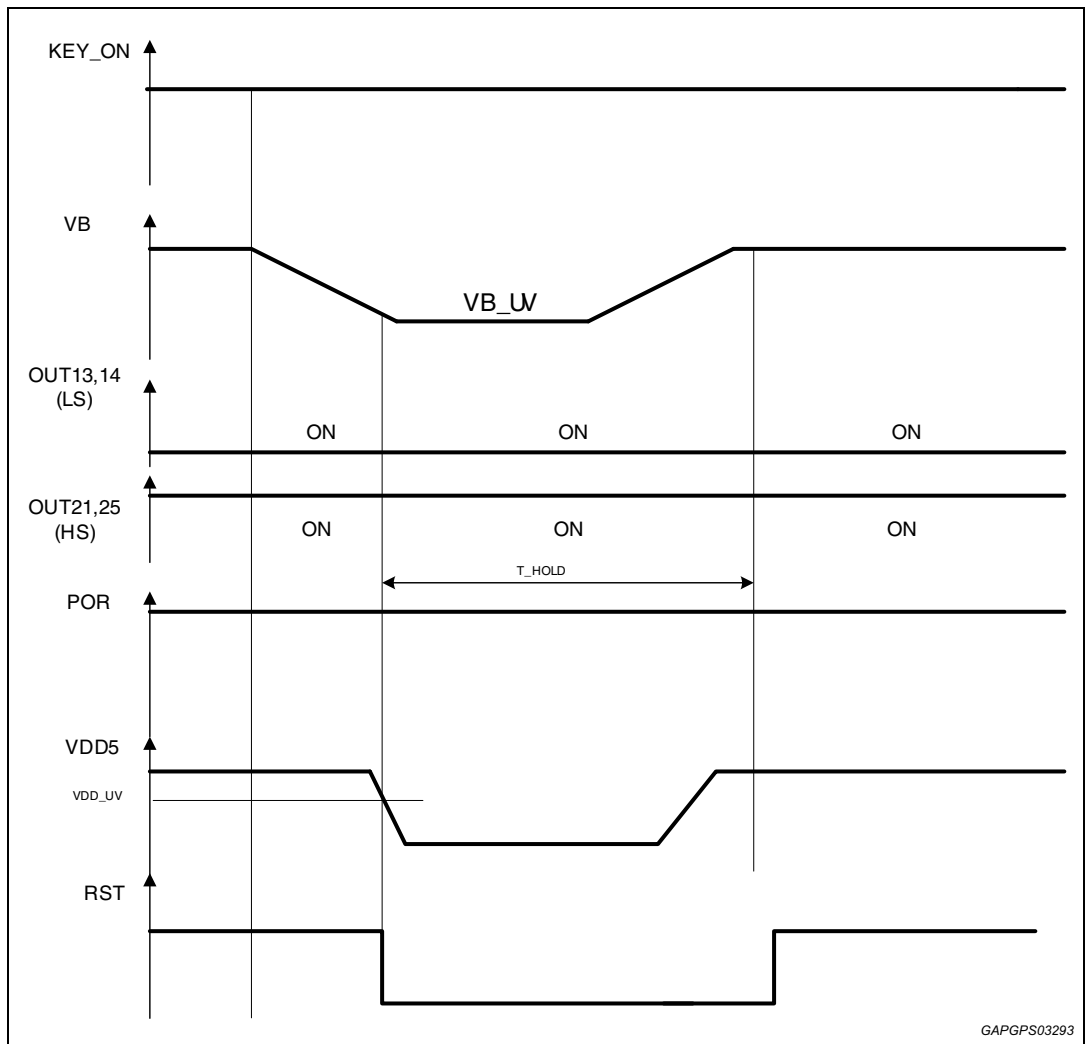 KEY_ON
VB
VB_UV
OUT13,14
(LS)
ON ON ON
OUT21,25
(HS)
ON ON ON
T_HOLD
POR
VDD5
VDD_UV
RST
GAPGPS03293